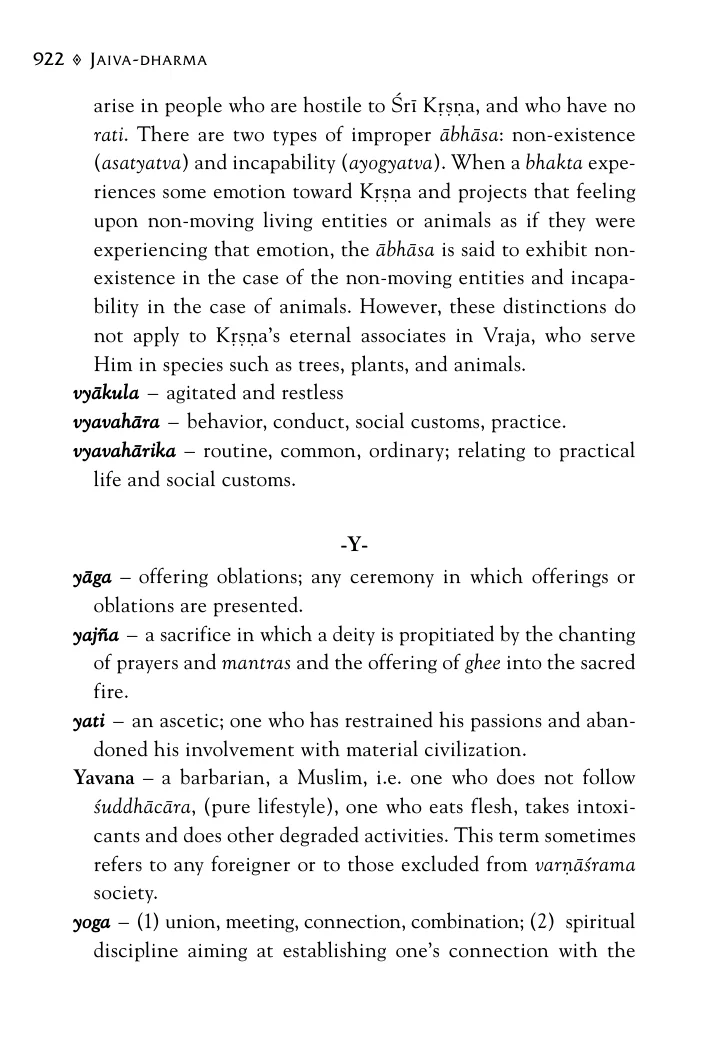 922 ◊ JAIVA-DHARMA
arise in people who are hostile to Śrī Kṛṣṇa, and who have no
rati. There are two types of improper ābhāsa: non-existence
(asatyatva) and incapability (ayogyatva). When a bhakta expe-
riences some emotion toward Kṛṣṇa and projects that feeling
upon non-moving living entities or animals as if they were
experiencing that emotion, the ābhāsa is said to exhibit non-
existence in the case of the non-moving entities and incapa-
bility in the case of animals. However, these distinctions do
not apply to Kṛṣṇa's eternal associates in Vraja, who serve
Him in species such as trees, plants, and animals.
vyākula – agitated and restless
vyavahāra – behavior, conduct, social customs, practice.
vyavahārika – routine, common, ordinary; relating to practical
life and social customs.
-Y-
yāga – offering oblations; any ceremony in which offerings or
oblations are presented.
yajña – a sacrifice in which a deity is propitiated by the chanting
of prayers and mantras and the offering of ghee into the sacred
fire.
yati – an ascetic; one who has restrained his passions and aban-
doned his involvement with material civilization.
Yavana – a barbarian, a Muslim, i.e. one who does not follow
śuddhācāra, (pure lifestyle), one who eats flesh, takes intoxi-
cants and does other degraded activities. This term sometimes
refers to any foreigner or to those excluded from varṇāśrama
society.
yoga – (1) union, meeting, connection, combination; (2) spiritual
discipline aiming at establishing one's connection with the